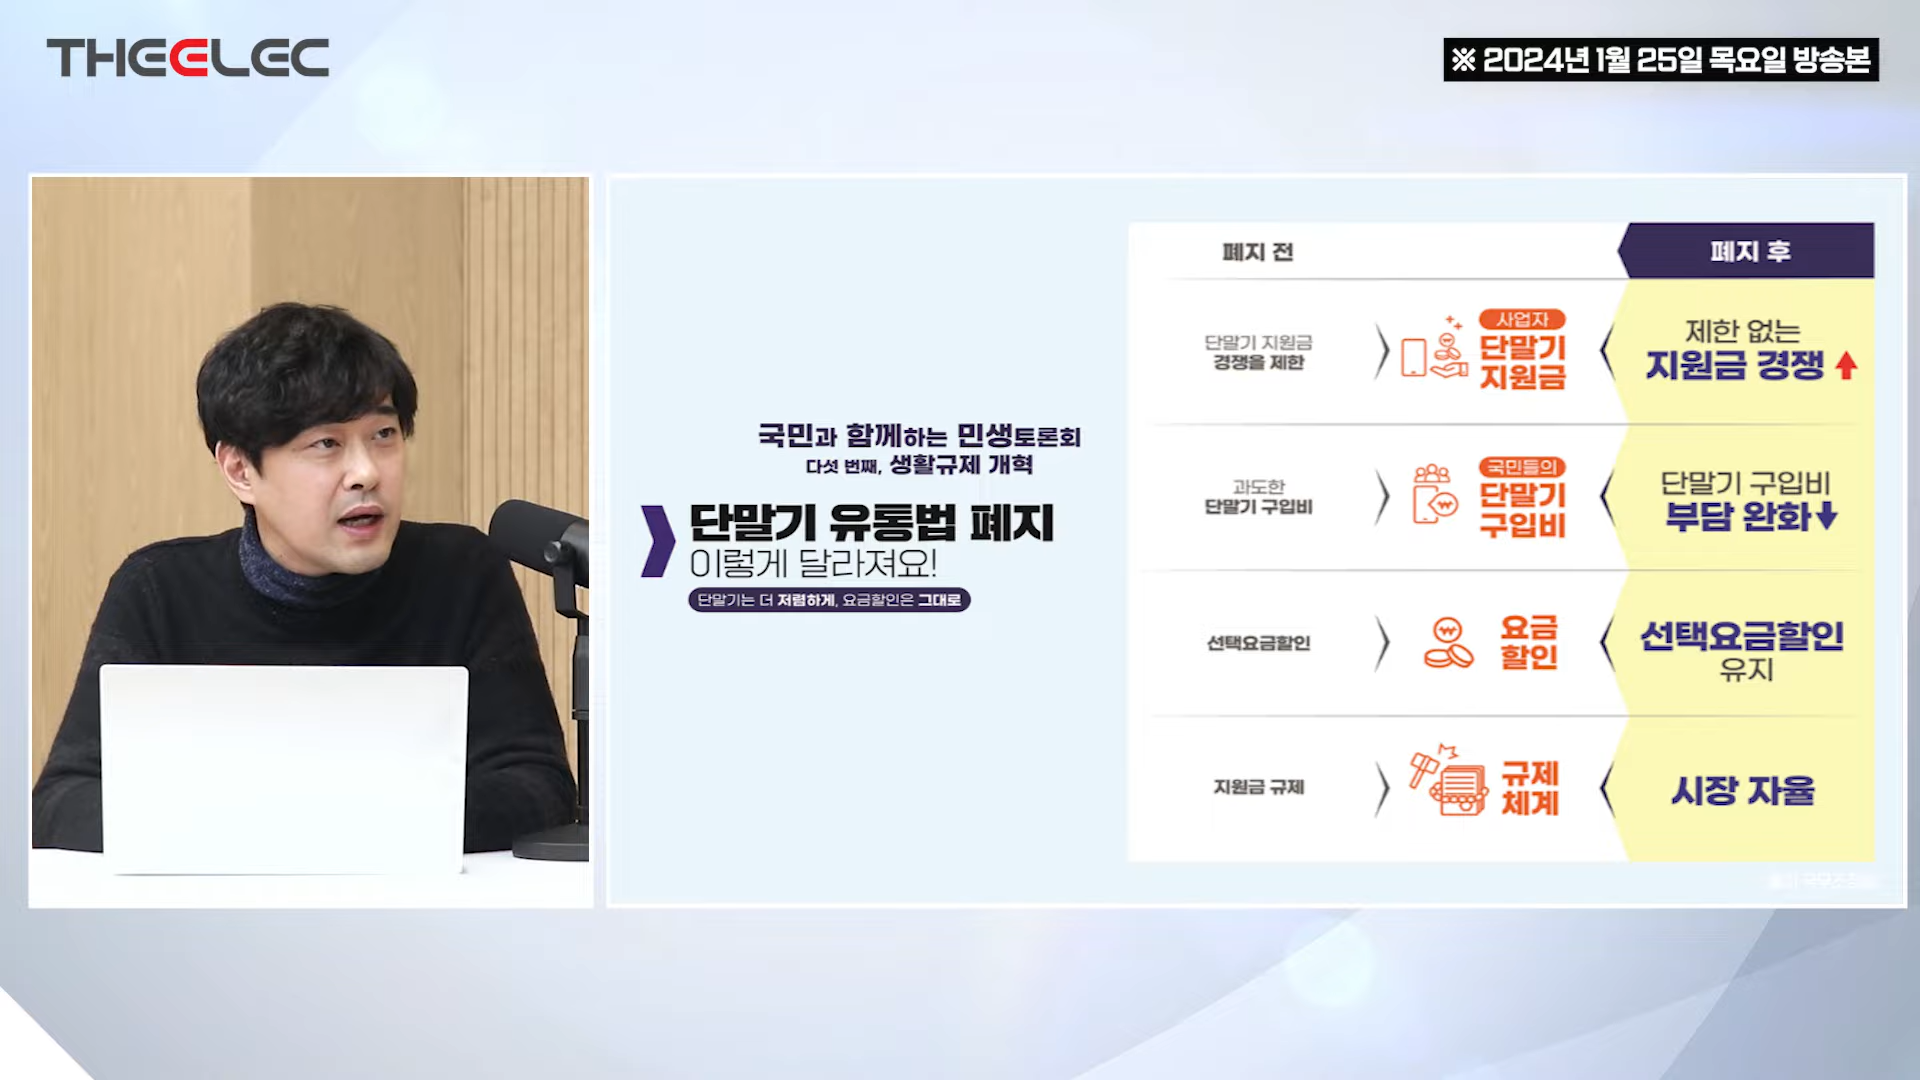 THEELEC
※ 2024년 1월 25일 목요일 방송본
국민과 함께하는 민생토론회
다섯 번째, 생활규제 개혁
단말기 유통법 폐지
이렇게 달라져요!
단말기는 더 저렴하게, 요금할인은 그대로
폐지 전
폐지 후
단말기 지원금
경쟁을 제한
사업자
단말기
지원금
제한 없는
지원금 경쟁
과도한
단말기 구입비
국민들의
단말기
구입비
단말기 구입비
부담 완화
선택요금할인
요금
할인
선택요금할인
유지
지원금 규제
규제
체계
시장 자율